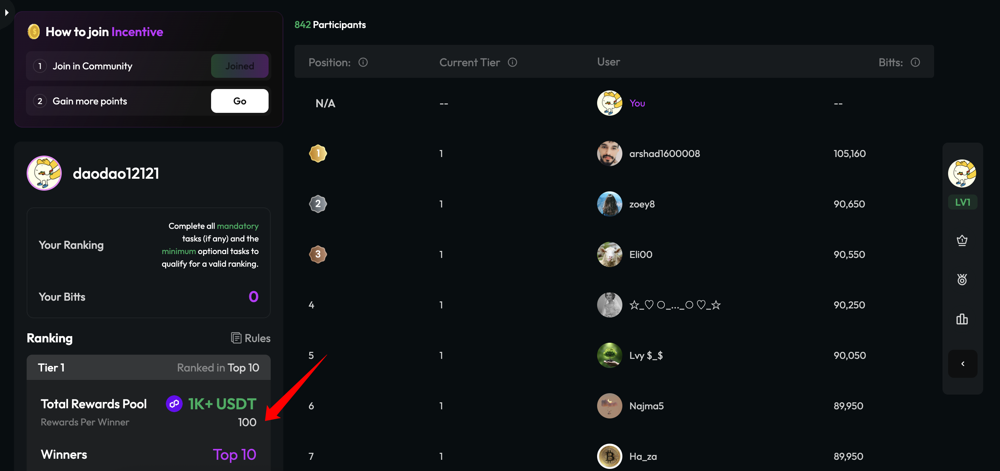 How to join Incentive
1 Join in Community Joined
2 Gain more points Go
daodao12121
Your Ranking
Complete all mandatory
tasks (if any) and the
minimum optional tasks to
qualify for a valid ranking.
Your Bitts 0
Ranking Rules
Tier 1 Ranked in Top 10
Total Rewards Pool 1K+ USDT
Rewards Per Winner 100
Winners Top 10
842 Participants
Position: Current Tier User Bitts:
N/A -- You --
1 1 arshad1600008 105,160
2 1 zoey8 90,650
3 1 Eli00 90,550
4 1 ☆_♡ ○_..._○ ♡_☆ 90,250
5 1 Lvy $_$ 90,050
6 1 Najma5 89,950
7 1 Ha_za 89,950
LV1